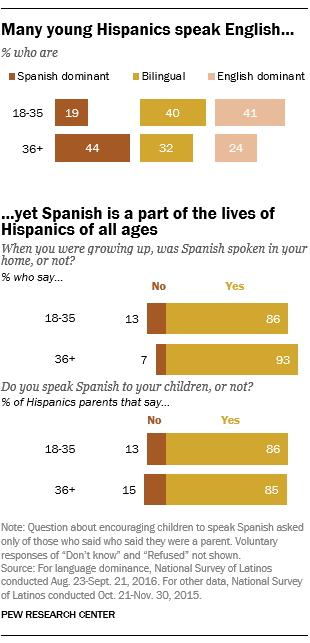 Many young Hispanics speak English...
% who are
Spanish dominant Bilingual English dominant
18-35 19 40 41
36+ 44 32 24
...yet Spanish is a part of the lives of
Hispanics of all ages
When you were growing up, was Spanish spoken in your
home, or not?
% who say...
No Yes
18-35 13 86
36+ 7 93
Do you speak Spanish to your children, or not?
% of Hispanics parents that say...
No Yes
18-35 13 86
36+ 15 85
Note: Question about encouraging children to speak Spanish asked
only of those who said who said they were a parent. Voluntary
responses of “Don’t know” and “Refused” not shown.
Source: For language dominance, National Survey of Latinos
conducted Aug. 23-Sept. 21, 2016. For other data, National Survey
of Latinos conducted Oct. 21-Nov. 30, 2015.
PEW RESEARCH CENTER